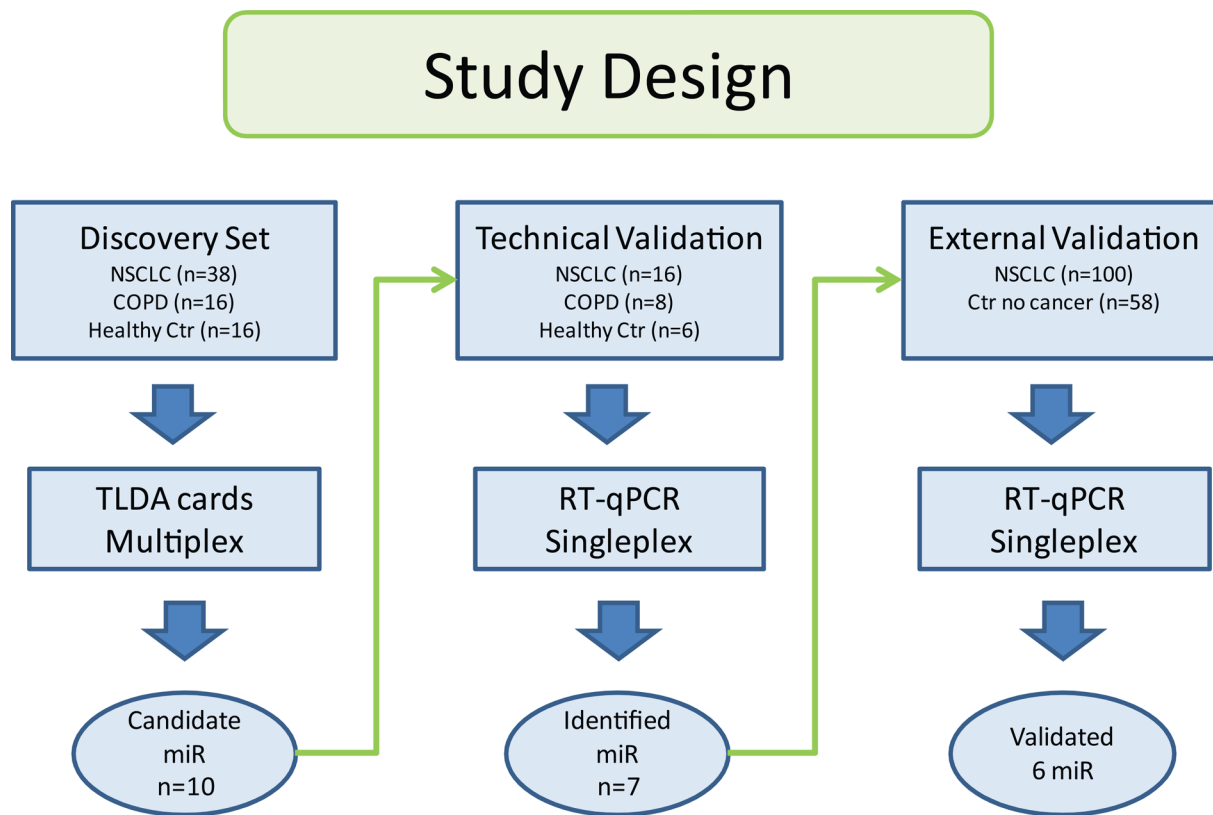 Study Design
Discovery Set
NSCLC (n=38)
COPD (n=16)
Healthy Ctr (n=16)
TLDA cards
Multiplex
Candidate
miR
n=10
Technical Validation
NSCLC (n=16)
COPD (n=8)
Healthy Ctr (n=6)
RT-qPCR
Singleplex
Identified
miR
n=7
External Validation
NSCLC (n=100)
Ctr no cancer (n=58)
RT-qPCR
Singleplex
Validated
6 miR